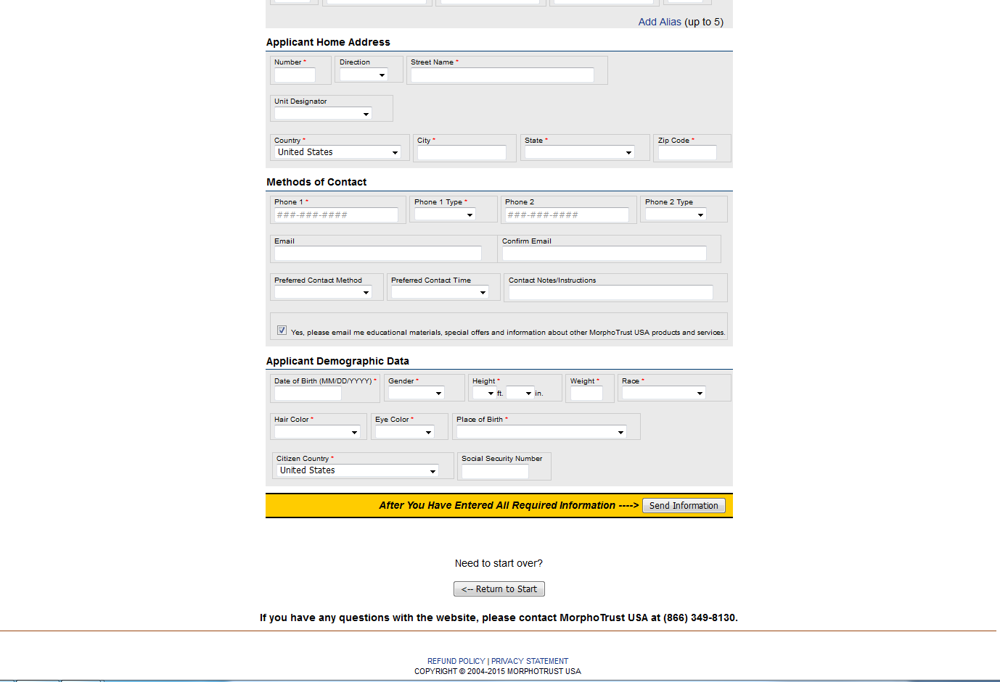 Add Alias (up to 5)
Applicant Home Address
Number * Direction Street Name *
Unit Designator
Country * City * State * Zip Code *
United States
Methods of Contact
Phone 1 * Phone 1 Type * Phone 2 Phone 2 Type
###-###-#### ###-###-####
Email Confirm Email
Preferred Contact Method Preferred Contact Time Contact Notes/Instructions
Yes, please email me educational materials, special offers and information about other MorphoTrust USA products and services.
Applicant Demographic Data
Date of Birth (MM/DD/YYYY) * Gender * Height * Weight * Race *
ft. in.
Hair Color * Eye Color * Place of Birth *
Citizen Country * Social Security Number
United States
After You Have Entered All Required Information ----> Send Information
Need to start over?
<-- Return to Start
If you have any questions with the website, please contact MorphoTrust USA at (866) 349-8130.
REFUND POLICY | PRIVACY STATEMENT
COPYRIGHT © 2004-2015 MORPHOTRUST USA